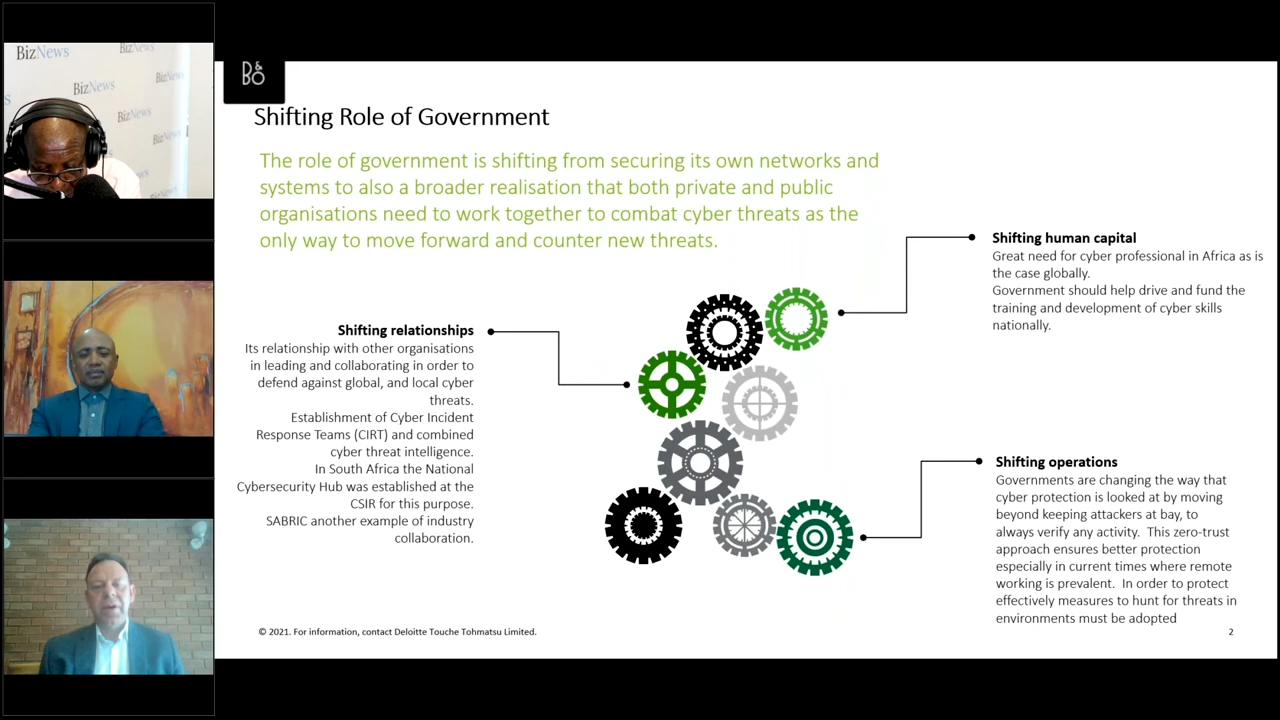 BizNews
BizNews
BizNews
BizNews
BizNews
BizNews
B&O
Shifting Role of Government
The role of government is shifting from securing its own networks and
systems to also a broader realisation that both private and public
organisations need to work together to combat cyber threats as the
only way to move forward and counter new threats.
Shifting relationships
Its relationship with other organisations
in leading and collaborating in order to
defend against global, and local cyber
threats.
Establishment of Cyber Incident
Response Teams (CIRT) and combined
cyber threat intelligence.
In South Africa the National
Cybersecurity Hub was established at the
CSIR for this purpose.
SABRIC another example of industry
collaboration.
Shifting human capital
Great need for cyber professional in Africa as is
the case globally.
Government should help drive and fund the
training and development of cyber skills
nationally.
Shifting operations
Governments are changing the way that
cyber protection is looked at by moving
beyond keeping attackers at bay, to
always verify any activity. This zero-trust
approach ensures better protection
especially in current times where remote
working is prevalent. In order to protect
effectively measures to hunt for threats in
environments must be adopted
© 2021. For information, contact Deloitte Touche Tohmatsu Limited.
2